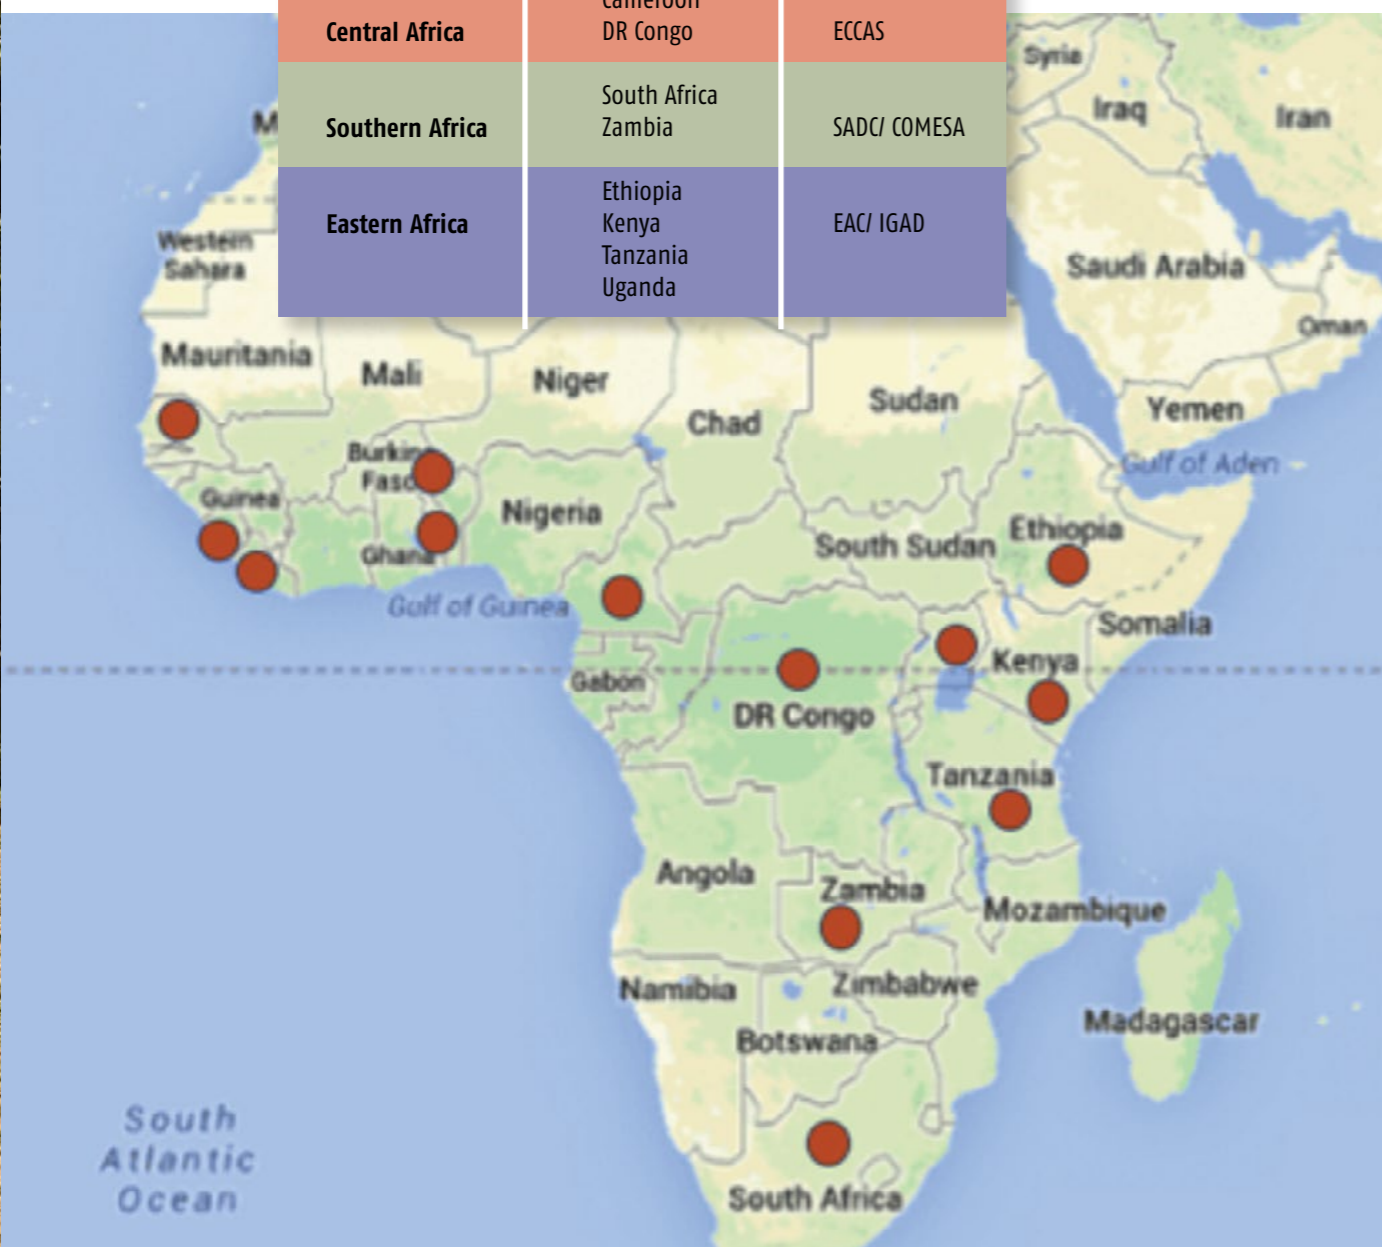 Cameroon
Central Africa
DR Congo
ECCAS
Southern Africa
South Africa
Zambia
SADC/ COMESA
Eastern Africa
Ethiopia
Kenya
Tanzania
Uganda
EAC/ IGAD
Syria
Iraq
Iran
M
Western
Sahara
Saudi Arabia
Oman
Mauritania
Mali
Niger
Chad
Sudan
Yemen
Gulf of Aden
Burkin
Faso
Guinea
Nigeria
Ghana
South Sudan
Ethiopia
Gulf of Guinea
Somalia
Kenya
Gabon
DR Congo
Tanzania
Angola
Zambia
Mozambique
Namibia
Zimbabwe
Botswana
Madagascar
South
Atlantic
Ocean
South Africa